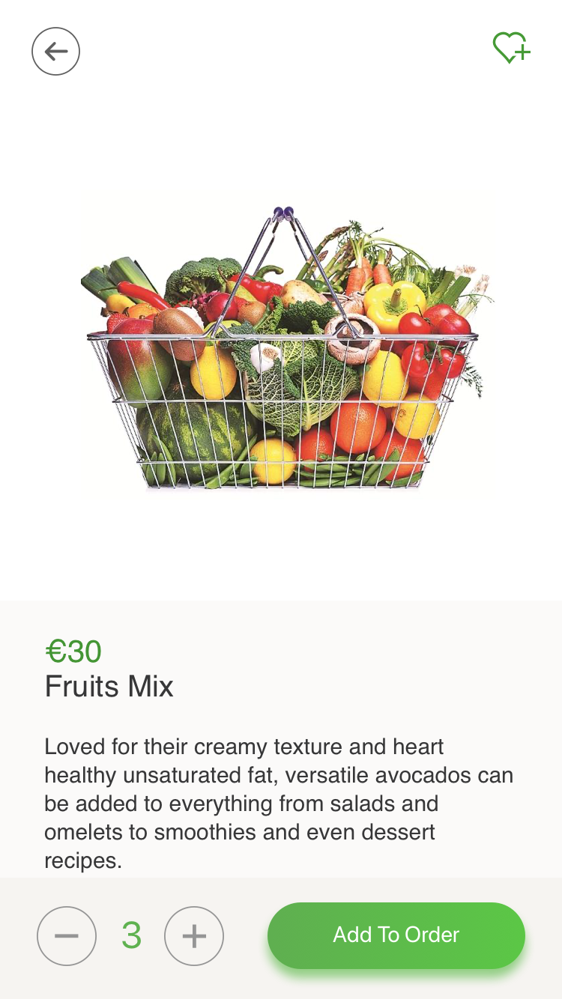 €30
Fruits Mix
Loved for their creamy texture and heart
healthy unsaturated fat, versatile avocados can
be added to everything from salads and
omelets to smoothies and even dessert
recipes.
3
Add To Order